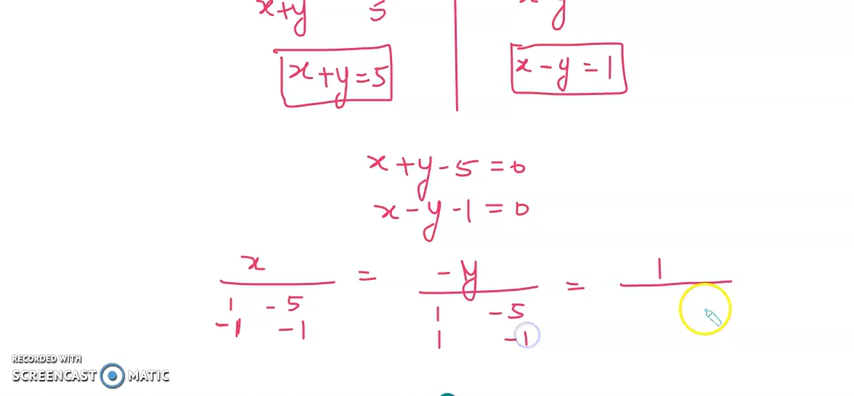 x+y 5 x-y
x+y=5 x-y=1
x+y-5=0
x-y-1=0
x = -y = 1
1 -5 1 -5
-1 -1 1 -1
RECORDED WITH
SCREENCAST MATIC